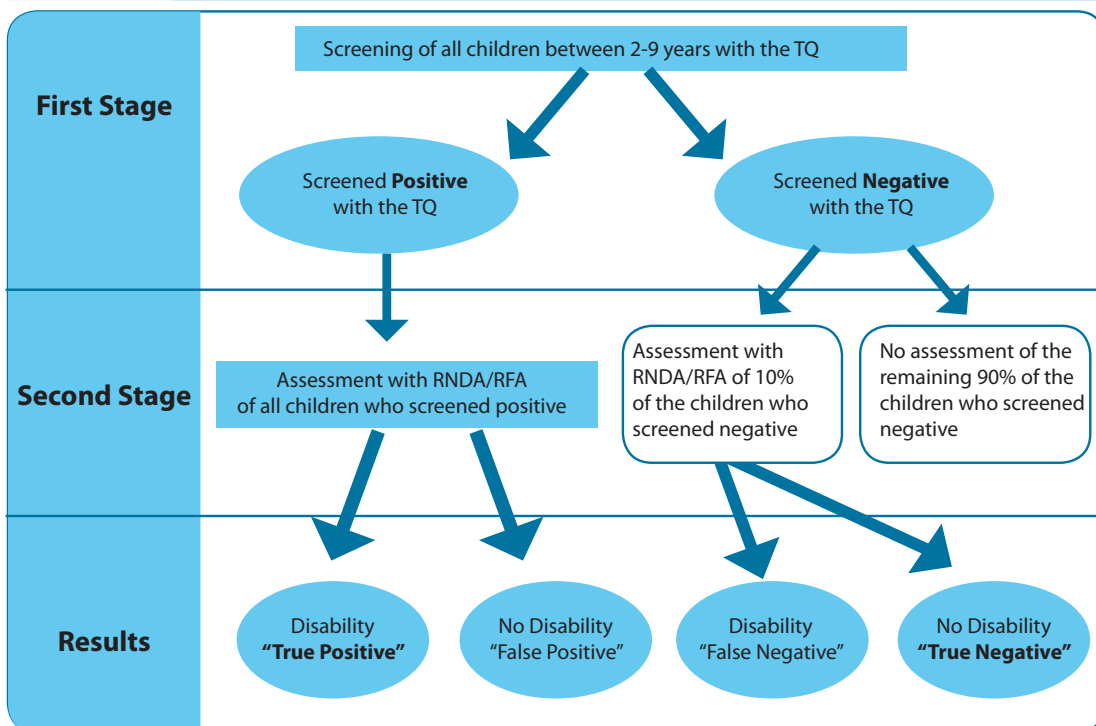 First Stage
Screening of all children between 2-9 years with the TQ
Screened Positive
with the TQ
Screened Negative
with the TQ
Second Stage
Assessment with RNDA/RFA
of all children who screened positive
Assessment with
RNDA/RFA of 10%
of the children who
screened negative
No assessment of the
remaining 90% of the
children who screened
negative
Results
Disability
“True Positive”
No Disability
“False Positive”
Disability
“False Negative”
No Disability
“True Negative”